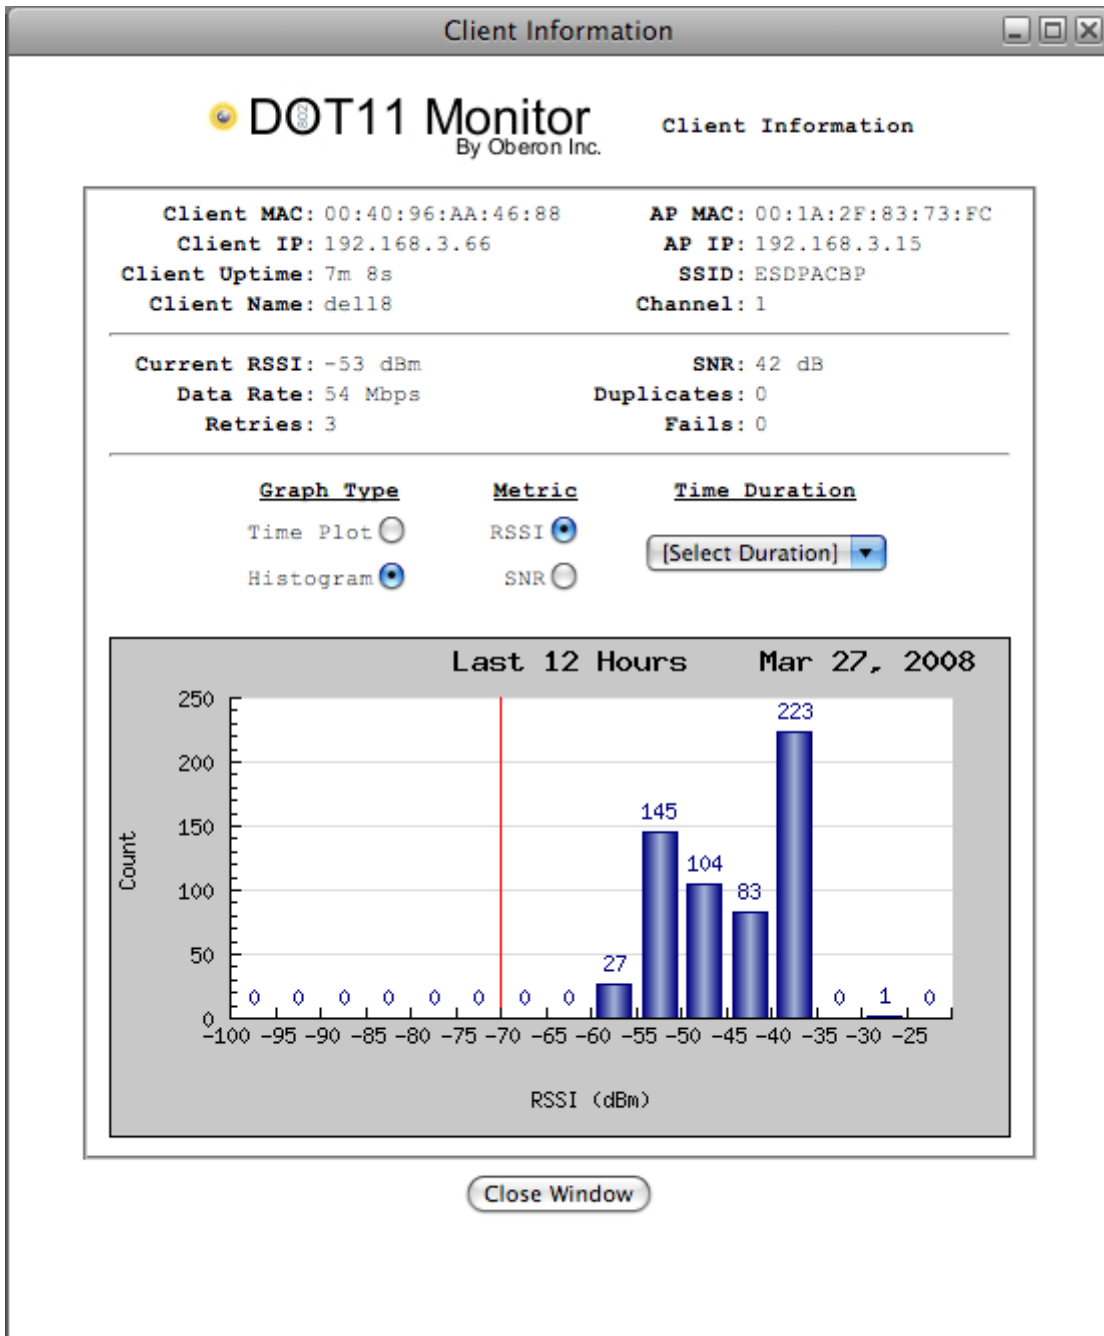 Client Information
DOT11 Monitor
802
By Oberon Inc.
Client Information
Client MAC: 00:40:96:AA:46:88 AP MAC: 00:1A:2F:83:73:FC
Client IP: 192.168.3.66 AP IP: 192.168.3.15
Client Uptime: 7m 8s SSID: ESDPACBP
Client Name: dell8 Channel: 1
Current RSSI: -53 dBm SNR: 42 dB
Data Rate: 54 Mbps Duplicates: 0
Retries: 3 Fails: 0
Graph Type Metric Time Duration
Time Plot RSSI [Select Duration]
Histogram SNR
Last 12 Hours Mar 27, 2008
250
223
200
150
145
104
100
83
50
27
0 0 0 0 0 0 0 0 0 1 0
0
-100 -95 -90 -85 -80 -75 -70 -65 -60 -55 -50 -45 -40 -35 -30 -25
Count
RSSI (dBm)
Close Window